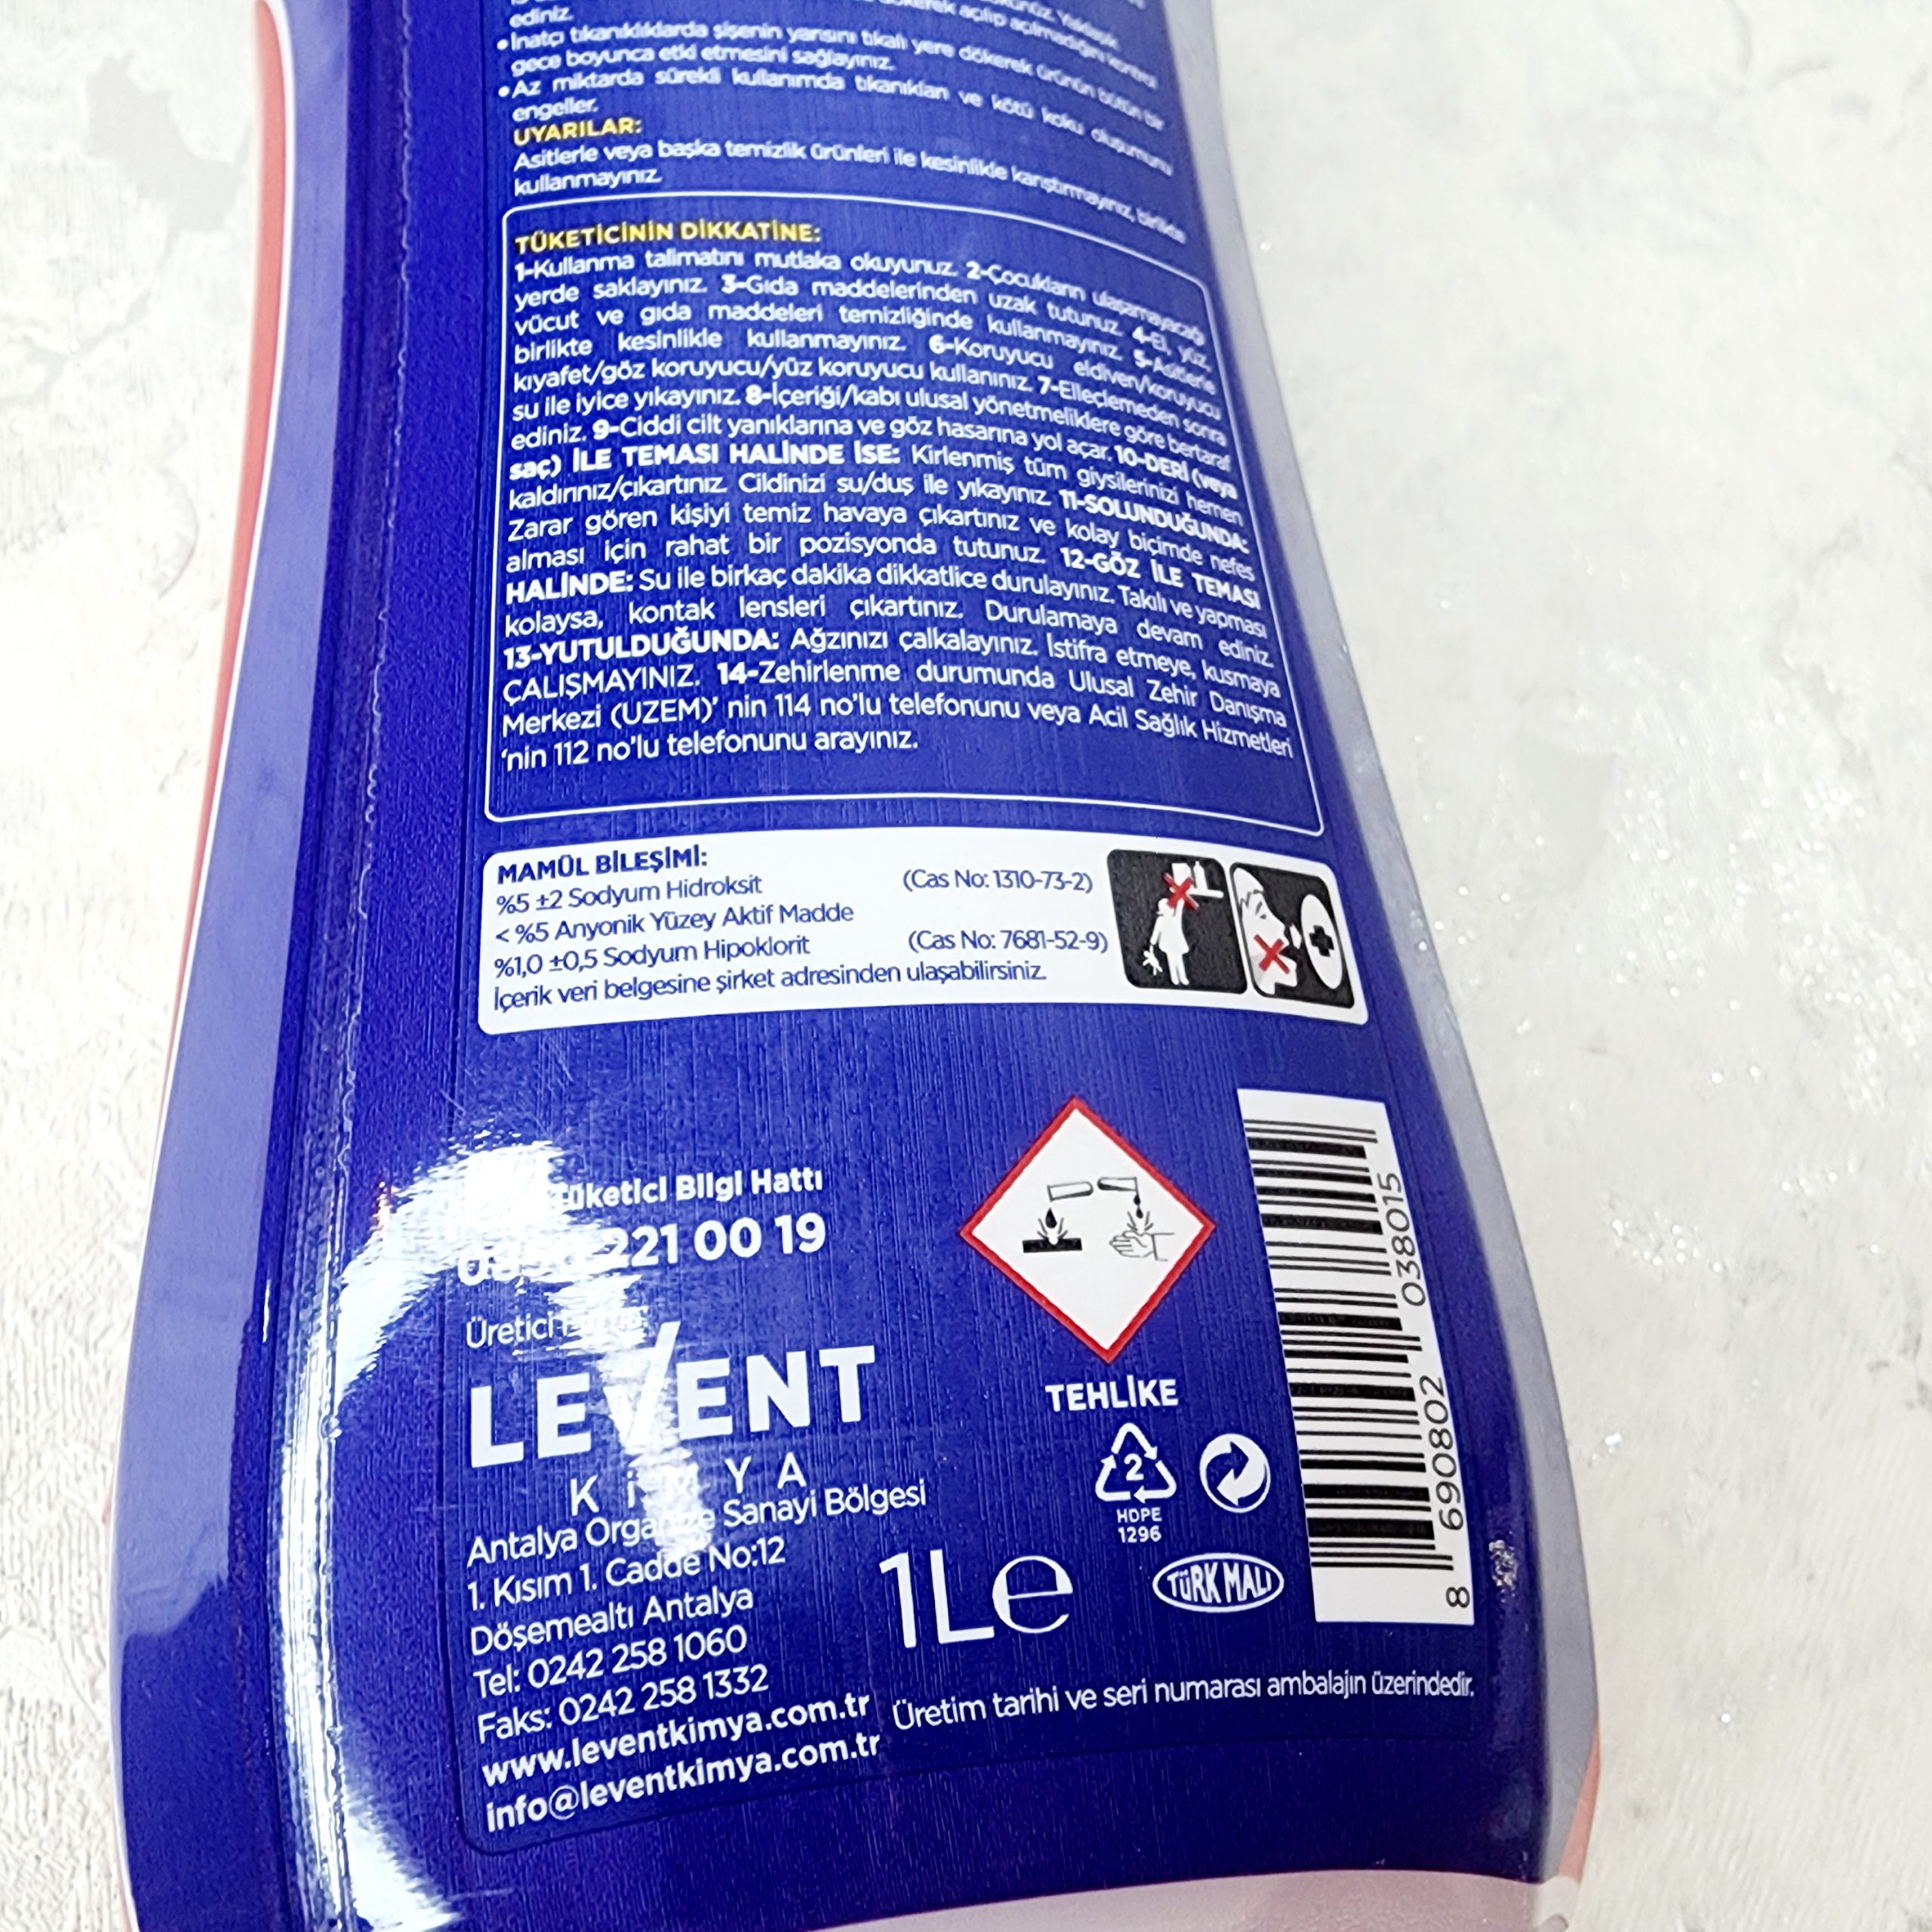 ediniz.
•İnatçı tıkanıklıklarda şişenin yarısını tıkalı yere dökerek ürünün bütün bir
gece boyunca etki etmesini sağlayınız.
•Az miktarda sürekli kullanımda tıkanıkları ve kötü koku oluşumunu
engeller.
UYARILAR:
Asitlerle veya başka temizlik ürünleri ile kesinlikle karıştırmayınız, birlikte
kullanmayınız.
TÜKETİCİNİN DİKKATİNE:
1-Kullanma talimatını mutlaka okuyunuz. 2-Çocukların ulaşamayacağı
yerde saklayınız. 3-Gıda maddelerinden uzak tutunuz. 4-El, yüz,
vücut ve gıda maddeleri temizliğinde kullanmayınız. 5-Asitlerle
birlikte kesinlikle kullanmayınız. 6-Koruyucu eldiven/koruyucu
kıyafet/göz koruyucu/yüz koruyucu kullanınız. 7-Elleçlemeden sonra
su ile iyice yıkayınız. 8-İçeriği/kabı ulusal yönetmeliklere göre bertaraf
ediniz. 9-Ciddi cilt yanıklarına ve göz hasarına yol açar. 10-DERİ (veya
saç) İLE TEMASI HALİNDE İSE: Kirlenmiş tüm giysilerinizi hemen
kaldırınız/çıkartınız. Cildinizi su/duş ile yıkayınız. 11-SOLUNDUĞUNDA:
Zarar gören kişiyi temiz havaya çıkartınız ve kolay biçimde nefes
alması için rahat bir pozisyonda tutunuz. 12-GÖZ İLE TEMASI
HALİNDE: Su ile birkaç dakika dikkatlice durulayınız. Takılı ve yapması
kolaysa, kontak lensleri çıkartınız. Durulamaya devam ediniz.
13-YUTULDUĞUNDA: Ağzınızı çalkalayınız. İstifra etmeye, kusmaya
ÇALIŞMAYINIZ. 14-Zehirlenme durumunda Ulusal Zehir Danışma
Merkezi (UZEM)’ nin 114 no’lu telefonunu veya Acil Sağlık Hizmetleri
‘nin 112 no’lu telefonunu arayınız.
MAMÜL BİLEŞİMİ:
%5 ±2 Sodyum Hidroksit (Cas No: 1310-73-2)
< %5 Anyonik Yüzey Aktif Madde
%1,0 ±0,5 Sodyum Hipoklorit (Cas No: 7681-52-9)
İçerik veri belgesine şirket adresinden ulaşabilirsiniz.
Tüketici Bilgi Hattı
221 00 19
Üretici
LEVENT
KİMYA
Antalya Organize Sanayi Bölgesi
1. Kısım 1. Cadde No:12
Döşemealtı Antalya
Tel: 0242 258 1060
Faks: 0242 258 1332
www.leventkimya.com.tr
info@leventkimya.com.tr
TEHLİKE
2
HDPE
1296
1L e
TÜRK MALI
Üretim tarihi ve seri numarası ambalajın üzerindedir.
8 690802 038015